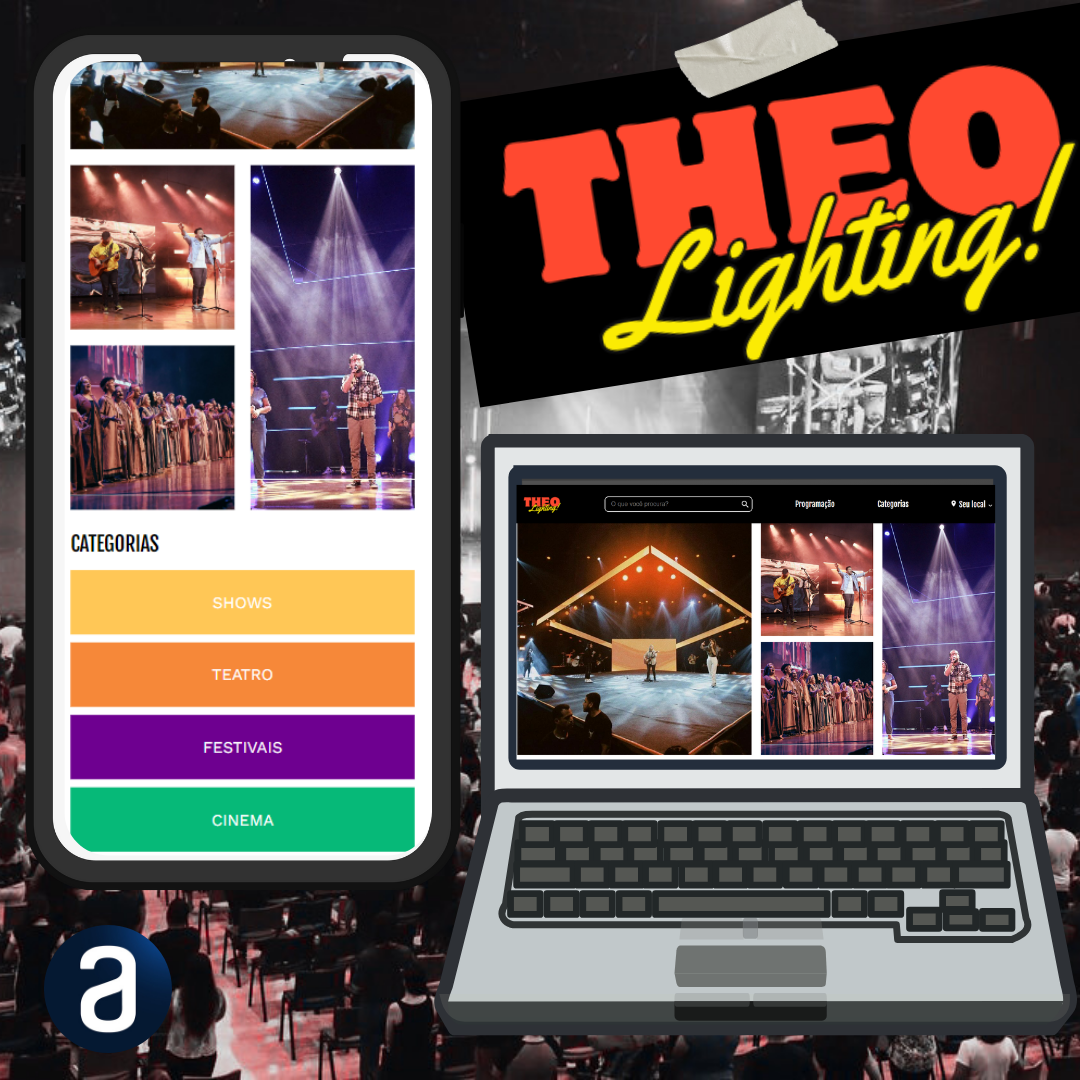 THEO
Lighting!
CATEGORIAS
SHOWS
TEATRO
FESTIVAIS
CINEMA
THEO
Lighting!
O que você procura?
Programação
Categorias
Seu local
a